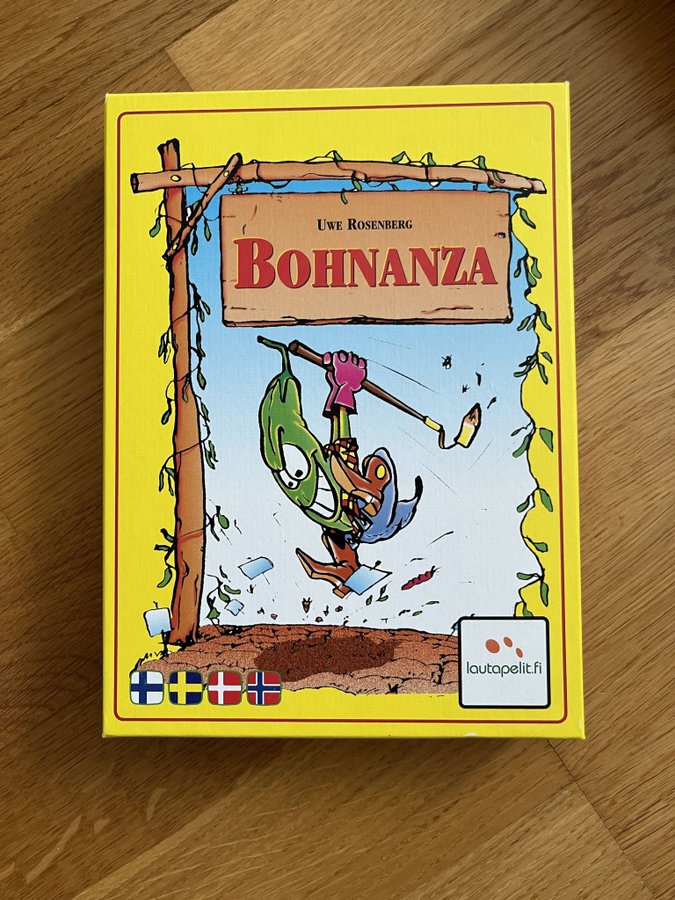 Uwe Rosenberg
BOHNANZA
lautapelit.fi